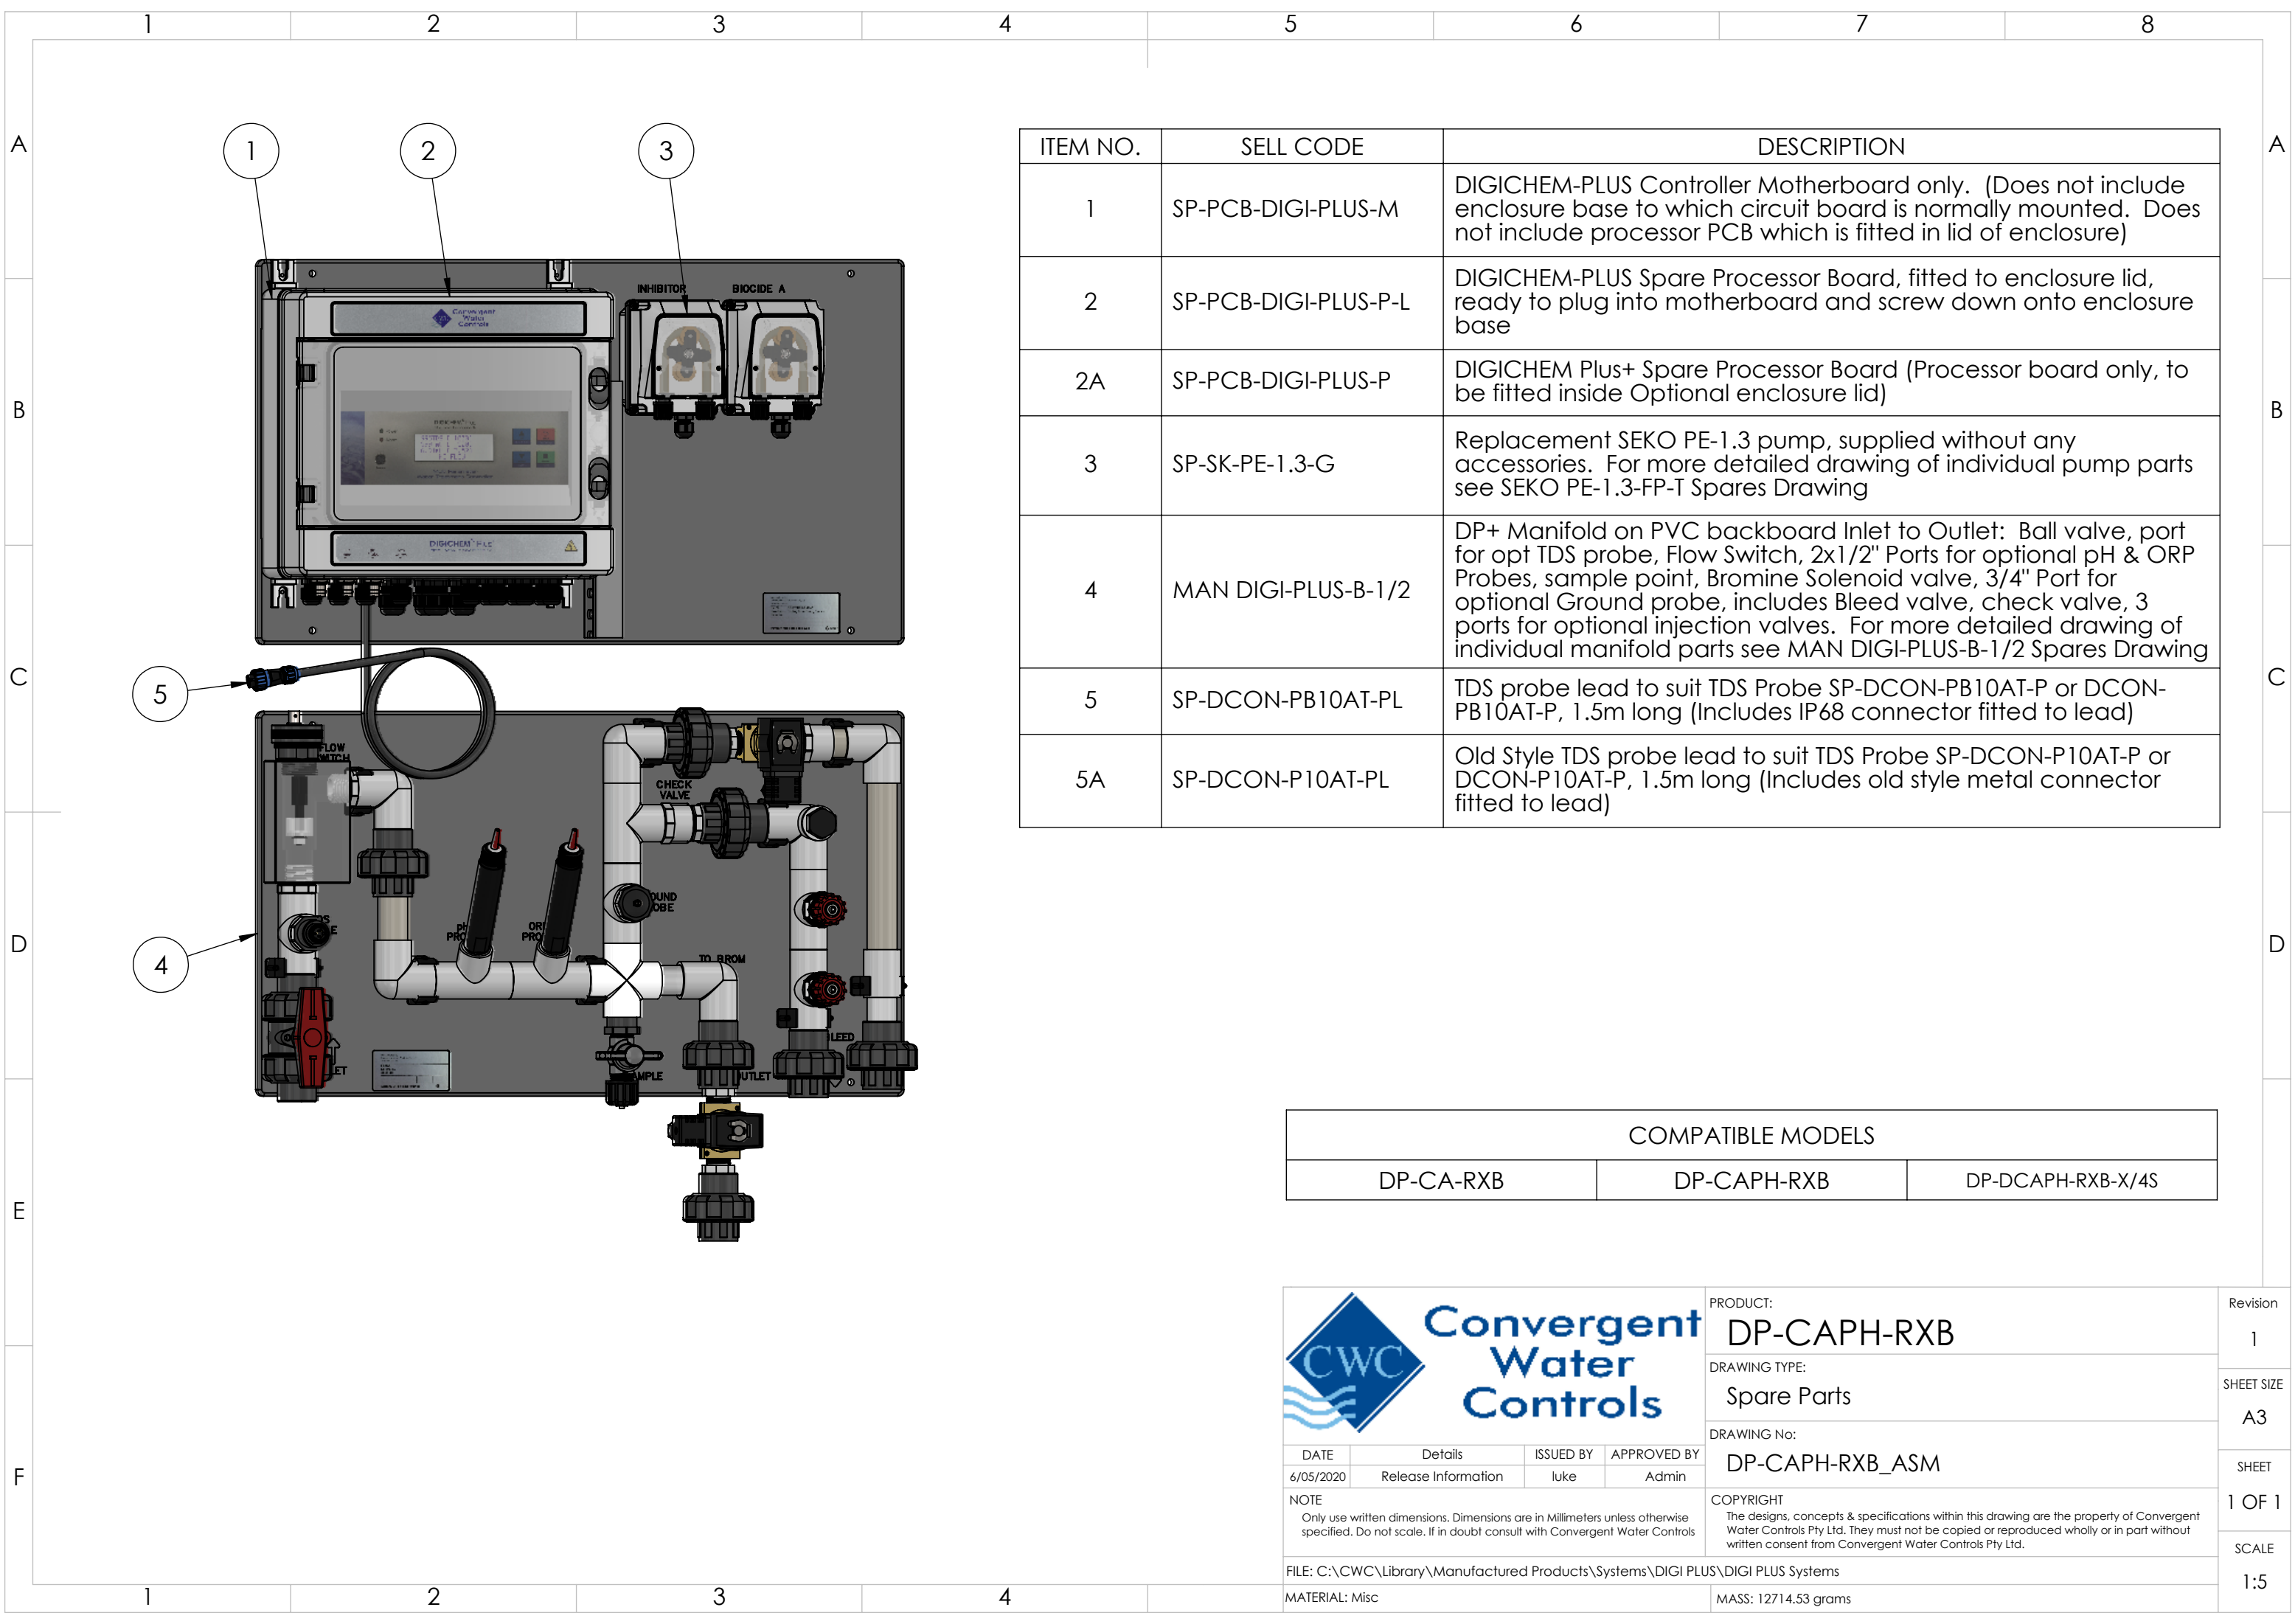 1 2 3 4 5 6 7 8
A
A
1 2 3
ITEM NO. SELL CODE DESCRIPTION
1 SP-PCB-DIGI-PLUS-M
DIGICHEM-PLUS Controller Motherboard only. (Does not include
enclosure base to which circuit board is normally mounted. Does
not include processor PCB which is fitted in lid of enclosure)
2 SP-PCB-DIGI-PLUS-P-L
DIGICHEM-PLUS Spare Processor Board, fitted to enclosure lid,
ready to plug into motherboard and screw down onto enclosure
base
2A SP-PCB-DIGI-PLUS-P
DIGICHEM Plus+ Spare Processor Board (Processor board only, to
be fitted inside Optional enclosure lid)
3 SP-SK-PE-1.3-G
Replacement SEKO PE-1.3 pump, supplied without any
accessories. For more detailed drawing of individual pump parts
see SEKO PE-1.3-FP-T Spares Drawing
4 MAN DIGI-PLUS-B-1/2
DP+ Manifold on PVC backboard Inlet to Outlet: Ball valve, port
for opt TDS probe, Flow Switch, 2x1/2" Ports for optional pH & ORP
Probes, sample point, Bromine Solenoid valve, 3/4" Port for
optional Ground probe, includes Bleed valve, check valve, 3
ports for optional injection valves. For more detailed drawing of
individual manifold parts see MAN DIGI-PLUS-B-1/2 Spares Drawing
5 SP-DCON-PB10AT-PL
TDS probe lead to suit TDS Probe SP-DCON-PB10AT-P or DCON-
PB10AT-P, 1.5m long (Includes IP68 connector fitted to lead)
5A SP-DCON-P10AT-PL
Old Style TDS probe lead to suit TDS Probe SP-DCON-P10AT-P or
DCON-P10AT-P, 1.5m long (Includes old style metal connector
fitted to lead)
INHIBITOR BIOCIDE A
Convergent
Water
Controls
B
B
DIGICHEM
C
C
5
FLOW
CHECK
VALVE
D
D
4
pH
TO BROM
E
COMPATIBLE MODELS
DP-CA-RXB DP-CAPH-RXB DP-DCAPH-RXB-X/4S
F
CWC
Convergent
Water
Controls
PRODUCT:
DP-CAPH-RXB
DRAWING TYPE:
Spare Parts
DRAWING No:
DP-CAPH-RXB_ASM
Revision
1
SHEET SIZE
A3
SHEET
1 OF 1
SCALE
1:5
DATE Details ISSUED BY APPROVED BY
6/05/2020 Release Information luke Admin
NOTE
Only use written dimensions. Dimensions are in Millimeters unless otherwise
specified. Do not scale. If in doubt consult with Convergent Water Controls
COPYRIGHT
The designs, concepts & specifications within this drawing are the property of Convergent
Water Controls Pty Ltd. They must not be copied or reproduced wholly or in part without
written consent from Convergent Water Controls Pty Ltd.
FILE: C:\CWC\Library\Manufactured Products\Systems\DIGI PLUS\DIGI PLUS Systems
MATERIAL: Misc MASS: 12714.53 grams
1 2 3 4